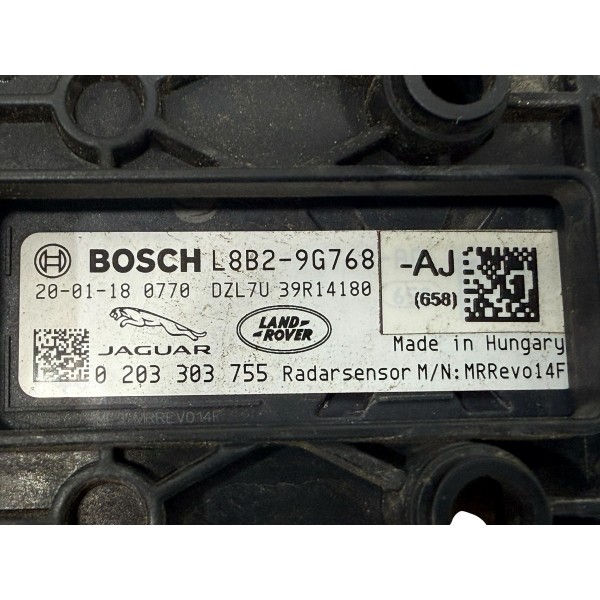 BOSCH L8B2-9G768 -AJ
20-01-18 0770 DZL7U 39R14180 (658)
JAGUAR LAND-ROVER
Made in Hungary
0 203 303 755 Radarsensor M/N:MRRevo14F
MRREVO14F